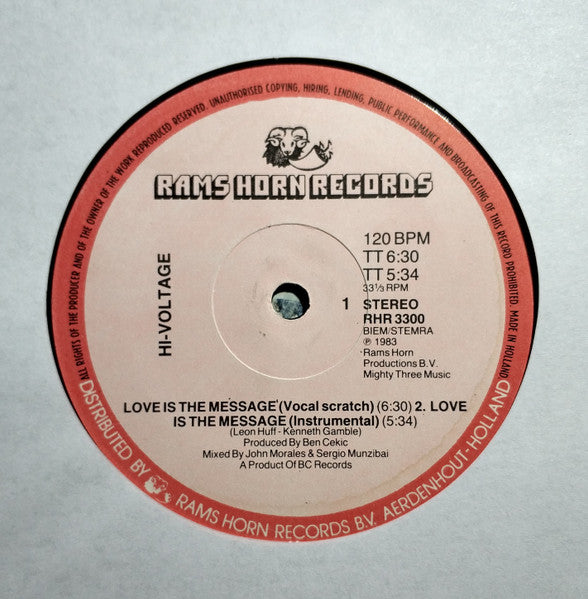 ALL RIGHTS OF THE PRODUCER AND OF THE OWNER OF THE WORK REPRODUCED RESERVED. UNAUTHORISED COPYING, HIRING, LENDING, PUBLIC PERFORMANCE AND BROADCASTING OF THIS RECORD PROHIBITED. MADE IN HOLLAND
RAMS HORN RECORDS
HI-VOLTAGE
120 BPM
TT 6:30
TT 5:34
33⅓ RPM
1 STEREO
RHR 3300
BIEM/STEMRA
℗ 1983
Rams Horn
Productions B.V.
Mighty Three Music
LOVE IS THE MESSAGE (Vocal scratch) (6:30) 2. LOVE
IS THE MESSAGE (Instrumental) (5:34)
(Leon Huff - Kenneth Gamble)
Produced By Ben Cekic
Mixed By John Morales & Sergio Munzibai
A Product Of BC Records
DISTRIBUTED BY RAMS HORN RECORDS B.V. AERDENHOUT - HOLLAND